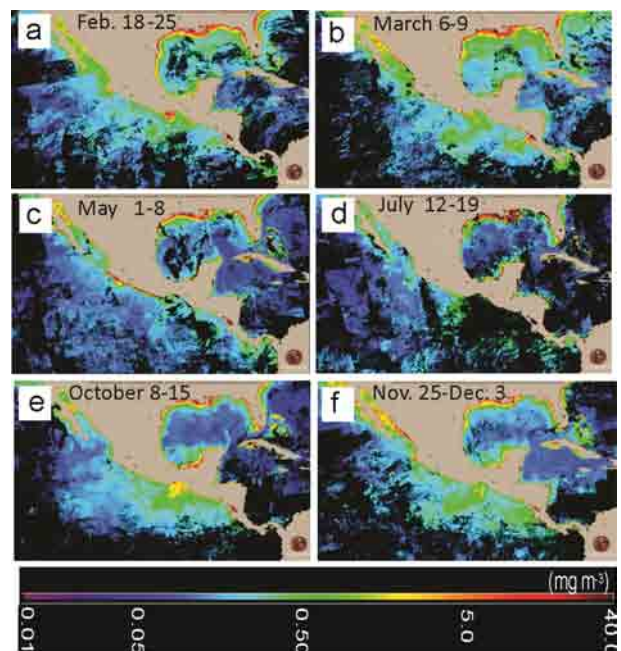 a Feb. 18-25
b March 6-9
c May 1-8
d July 12-19
e October 8-15
f Nov. 25-Dec. 3
(mg m-3)
0.01 0.05 0.50 5.0 40.0